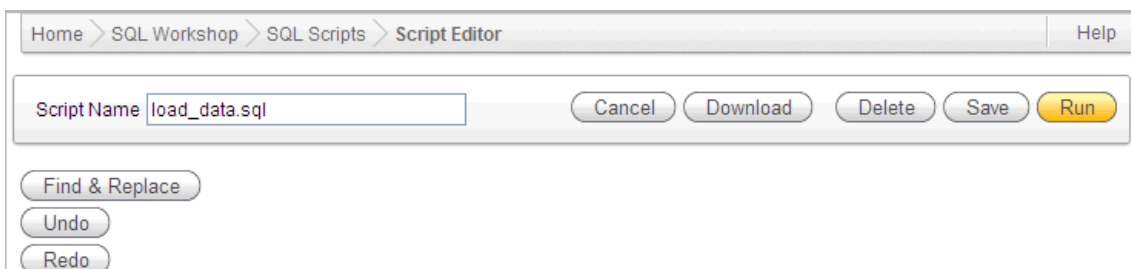 Home SQL Workshop SQL Scripts Script Editor Help
Script Name load_data.sql Cancel Download Delete Save Run
Find & Replace
Undo
Redo